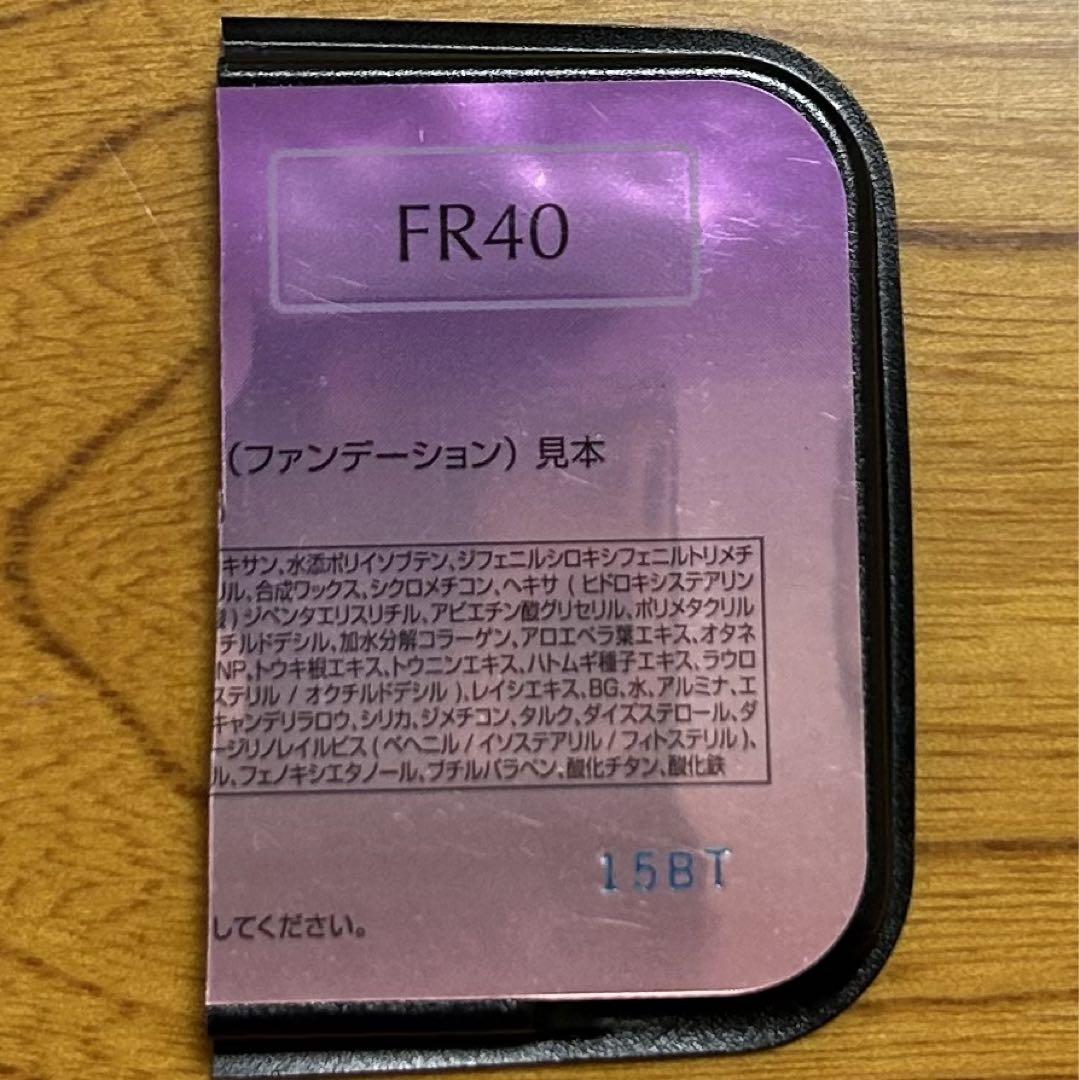 FR40
(ファンデーション) 見本
キサン、水添ポリイソブテン、ジフェニルシロキシフェニルトリメチ
リル、合成ワックス、シクロメチコン、ヘキサ ( ヒドロキシステアリン
) ジペンタエリスリチル、アビエチン酸グリセリル、ポリメタクリル
チルドデシル、加水分解コラーゲン、アロエベラ葉エキス、オタネ
NP、トウキ根エキス、トウニンエキス、ハトムギ種子エキス、ラウロ
ステリル / オクチルドデシル )、レイシエキス、BG、水、アルミナ、エ
キャンデリラロウ、シリカ、ジメチコン、タルク、ダイズステロール、ダ
ージリノレイルビス ( ベヘニル / イソステアリル / フィトステリル )、
ル、フェノキシエタノール、ブチルパラベン、酸化チタン、酸化鉄
15BT
してください。